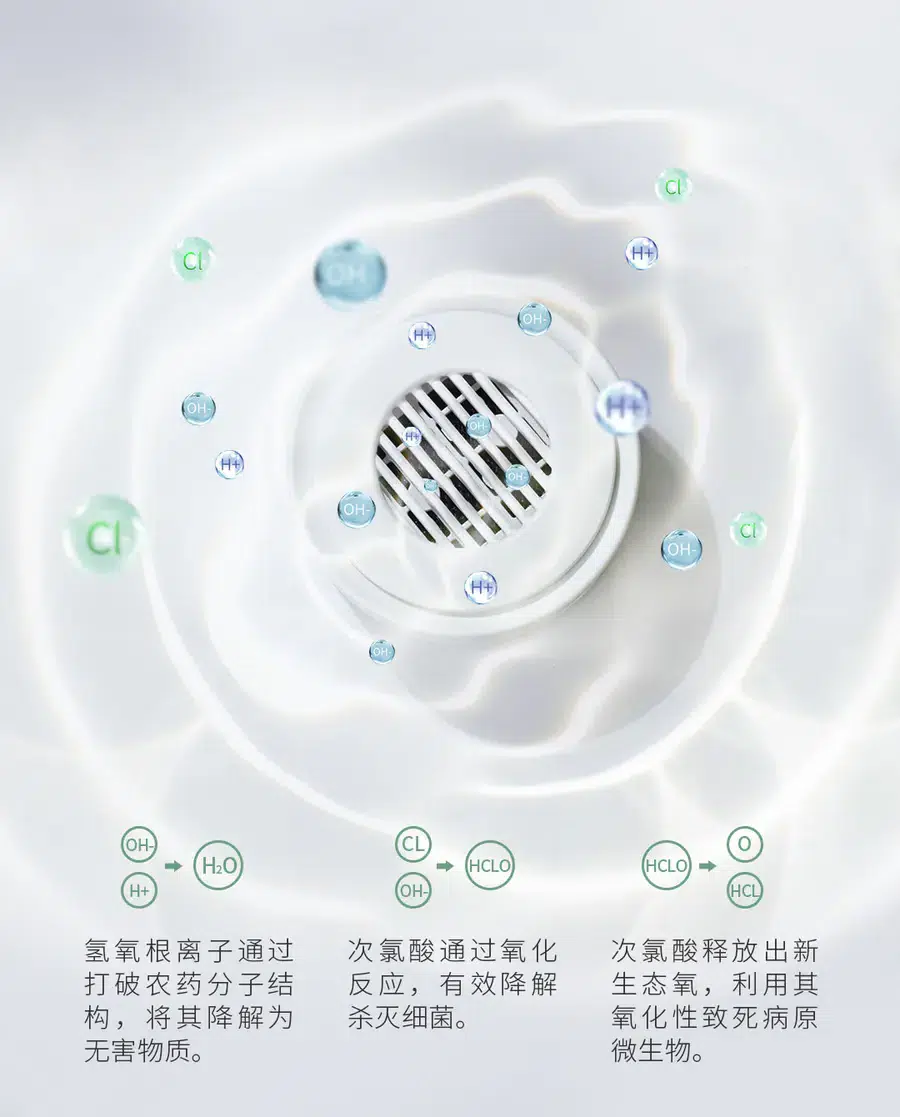 Cl
Cl
H+
OH
OH-
H+
OH-
H+
OH-
H+
OH-
H+
OH-
Cl
Cl
OH-
H+
OH-
OH- H+ → H₂O
CL OH- → HCLO
HCLO → O HCL
氢氧根离子通过
打破农药分子结
构，将其降解为
无害物质。
次氯酸通过氧化
反应，有效降解
杀灭细菌。
次氯酸释放出新
生态氧，利用其
氧化性致死病原
微生物。